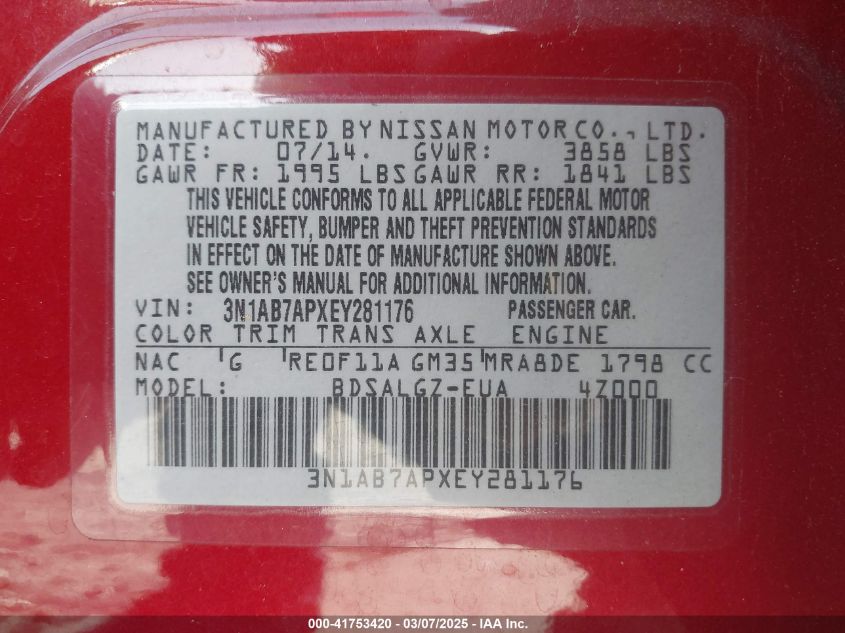 MANUFACTURED BY NISSAN MOTOR CO., LTD.
DATE: 07/14. GVWR: 3858 LBS
GAWR FR: 1995 LBS GAWR RR: 1841 LBS
THIS VEHICLE CONFORMS TO ALL APPLICABLE FEDERAL MOTOR
VEHICLE SAFETY, BUMPER AND THEFT PREVENTION STANDARDS
IN EFFECT ON THE DATE OF MANUFACTURE SHOWN ABOVE.
SEE OWNER'S MANUAL FOR ADDITIONAL INFORMATION.
VIN: 3N1AB7APXEY281176 PASSENGER CAR.
COLOR TRIM TRANS AXLE ENGINE
NAC G RE0F11A GM35 MRA8DE 1798 CC
MODEL: BDSALGZ-EUA 4Z000
3N1AB7APXEY281176
000-41753420 - 03/07/2025 - IAA Inc.